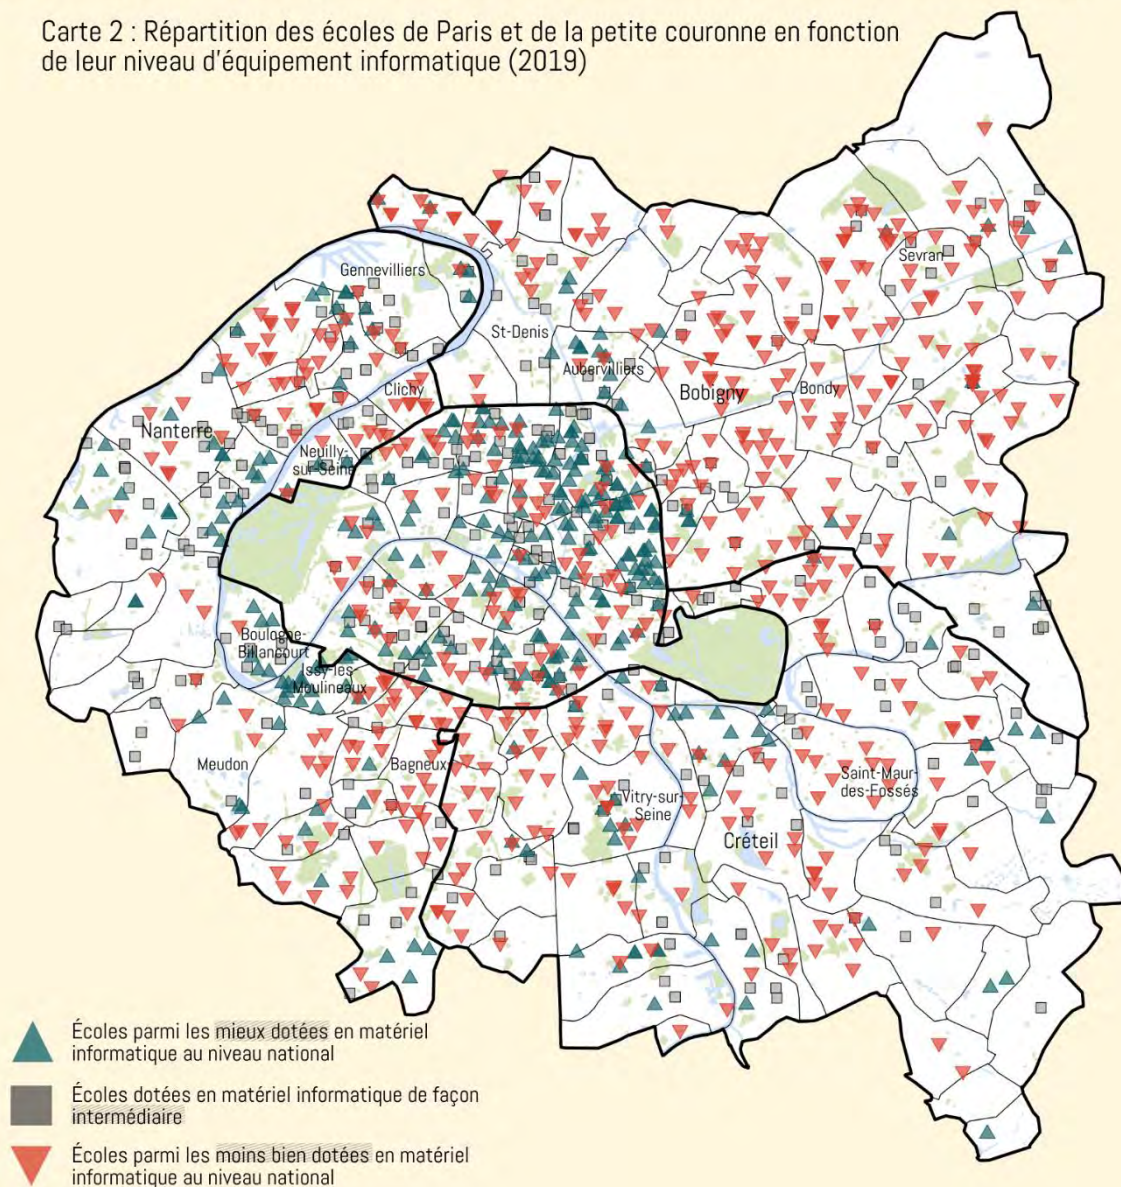 Carte 2 : Répartition des écoles de Paris et de la petite couronne en fonction
de leur niveau d'équipement informatique (2019)
Gennevilliers
Sevran
St-Denis
Aubervilliers
Clichy
Bobigny
Bondy
Nanterre
Neuilly-
sur-Seine
Boulogne-
Billancourt
Issy-les-
Moulineaux
Meudon
Bagneux
Vitry-sur-
Seine
Saint-Maur-
des-Fossés
Créteil
Écoles parmi les mieux dotées en matériel
informatique au niveau national
Écoles dotées en matériel informatique de façon
intermédiaire
Écoles parmi les moins bien dotées en matériel
informatique au niveau national